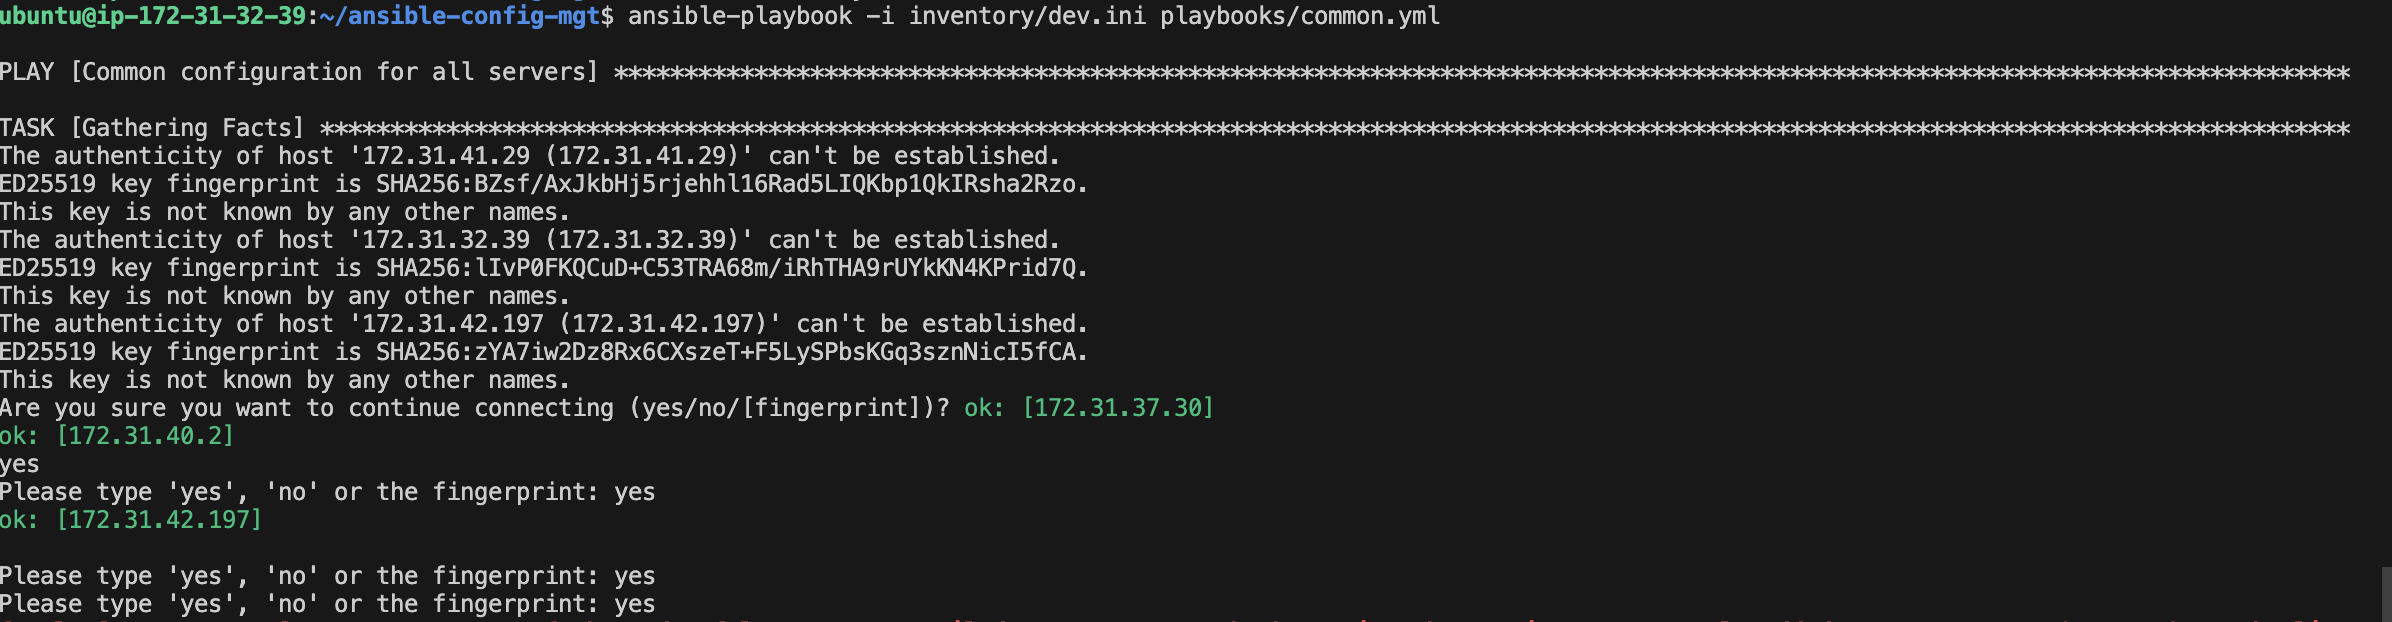 ubuntu@ip-172-31-32-39:~/ansible-config-mgt$ ansible-playbook -i inventory/dev.ini playbooks/common.yml
PLAY [Common configuration for all servers] ****************************************************************************************************************************
TASK [Gathering Facts] *************************************************************************************************************************************************
The authenticity of host '172.31.41.29 (172.31.41.29)' can't be established.
ED25519 key fingerprint is SHA256:BZsf/AxJkbHj5rjehhl16Rad5LIQKbp1QkIRsha2Rzo.
This key is not known by any other names.
The authenticity of host '172.31.32.39 (172.31.32.39)' can't be established.
ED25519 key fingerprint is SHA256:lIvP0FKQCuD+C53TRA68m/iRhTHA9rUYkKN4KPrid7Q.
This key is not known by any other names.
The authenticity of host '172.31.42.197 (172.31.42.197)' can't be established.
ED25519 key fingerprint is SHA256:zYA7iw2Dz8Rx6CXszeT+F5LySPbsKGq3sznNicI5fCA.
This key is not known by any other names.
Are you sure you want to continue connecting (yes/no/[fingerprint])? ok: [172.31.37.30]
ok: [172.31.40.2]
yes
Please type 'yes', 'no' or the fingerprint: yes
ok: [172.31.42.197]
Please type 'yes', 'no' or the fingerprint: yes
Please type 'yes', 'no' or the fingerprint: yes